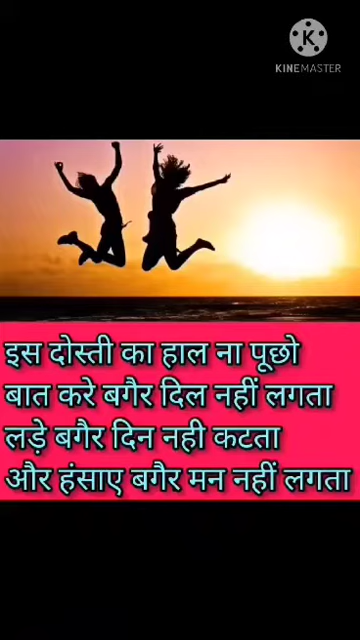 KINEMASTER
इस दोस्ती का हाल ना पूछो
बात करे बगैर दिल नहीं लगता
लड़े बगैर दिन नही कटता
और हंसाए बगैर मन नहीं लगता